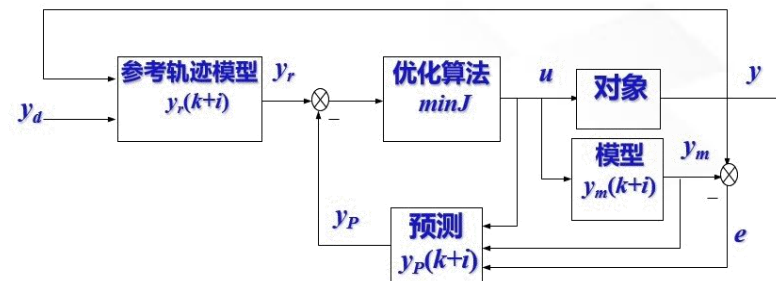 参考轨迹模型
y_r(k+i)
y_r
y_d
优化算法
minJ
u
对象
y
模型
y_m(k+i)
y_m
−
−
预测
y_P(k+i)
y_P
e